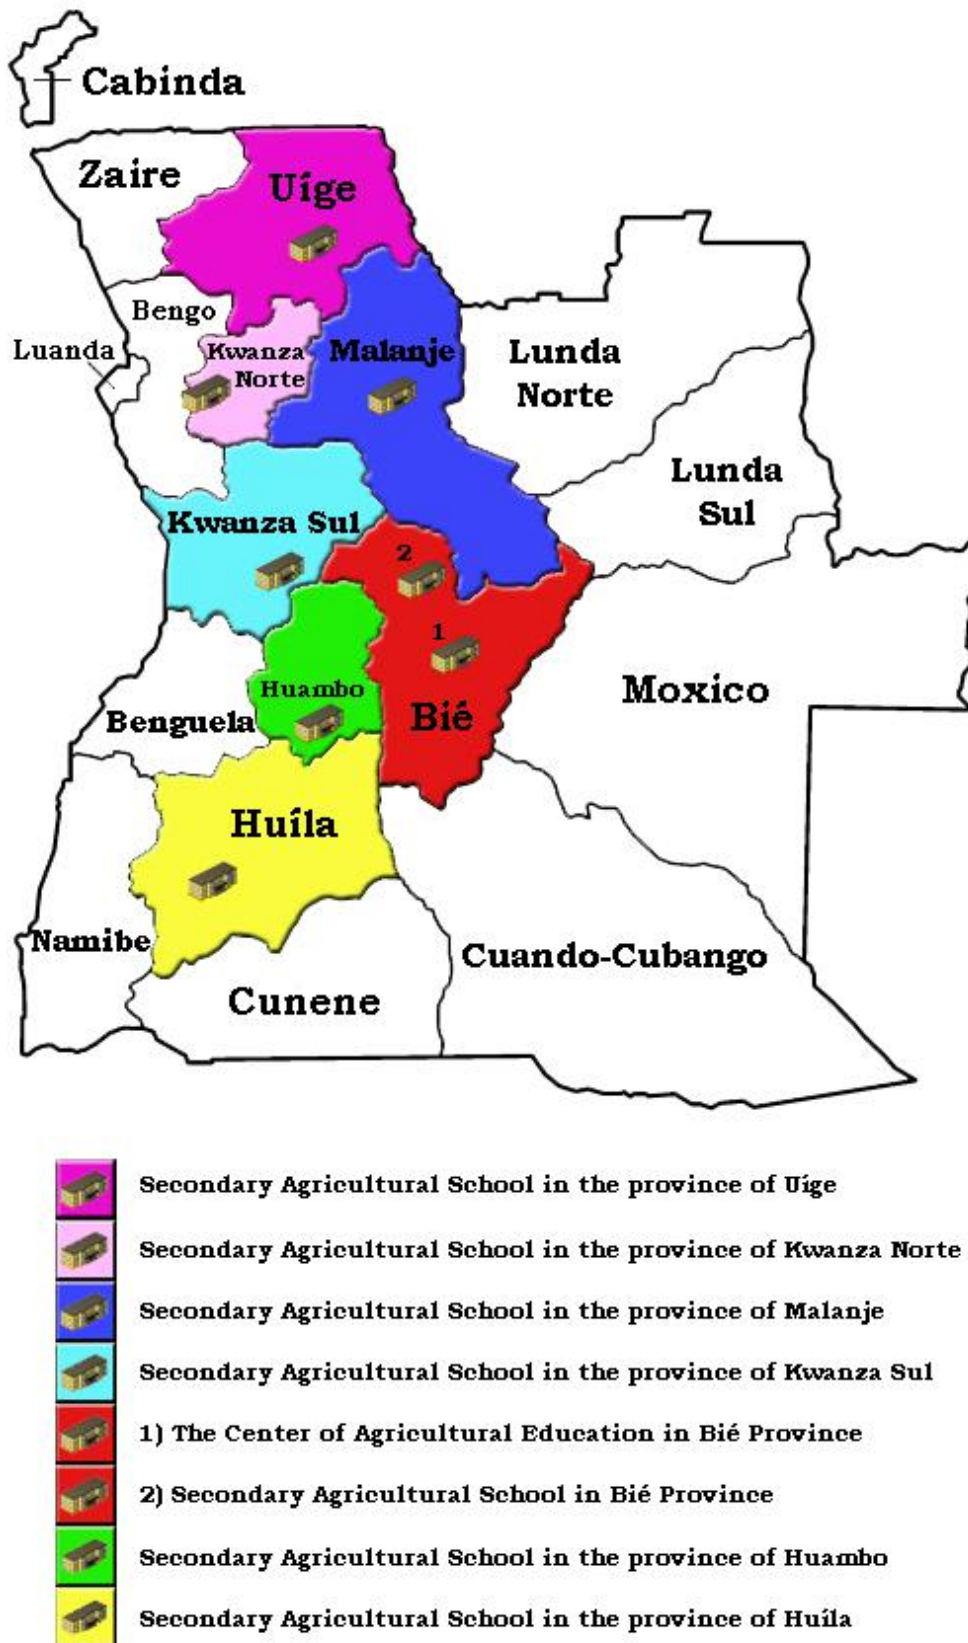 Cabinda
Zaire
Uíge
Bengo
Luanda
Kwanza
Norte
Malanje
Lunda
Norte
Lunda
Sul
Kwanza Sul
2
1
Huambo
Bié
Moxico
Benguela
Huíla
Namibe
Cuando-Cubango
Cunene
Secondary Agricultural School in the province of Uíge
Secondary Agricultural School in the province of Kwanza Norte
Secondary Agricultural School in the province of Malanje
Secondary Agricultural School in the province of Kwanza Sul
1) The Center of Agricultural Education in Bié Province
2) Secondary Agricultural School in Bié Province
Secondary Agricultural School in the province of Huambo
Secondary Agricultural School in the province of Huíla